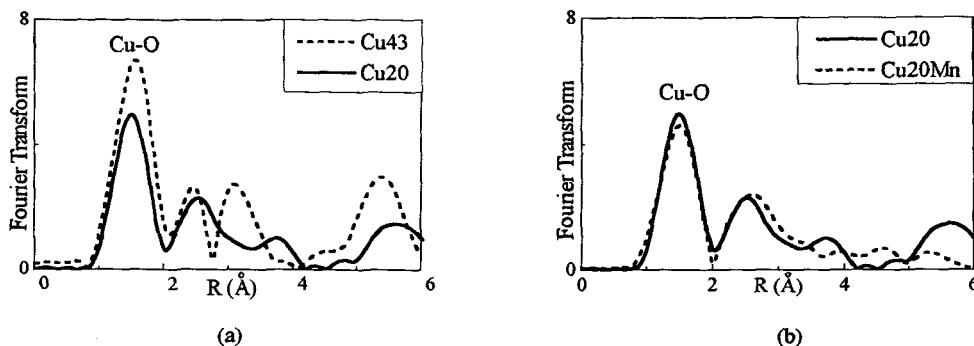 8
Cu-O
Cu43
Cu20
Fourier Transform
0
0 2 4 6
R (Å)
(a)
8
Cu-O
Cu20
Cu20Mn
Fourier Transform
0
0 2 4 6
R (Å)
(b)